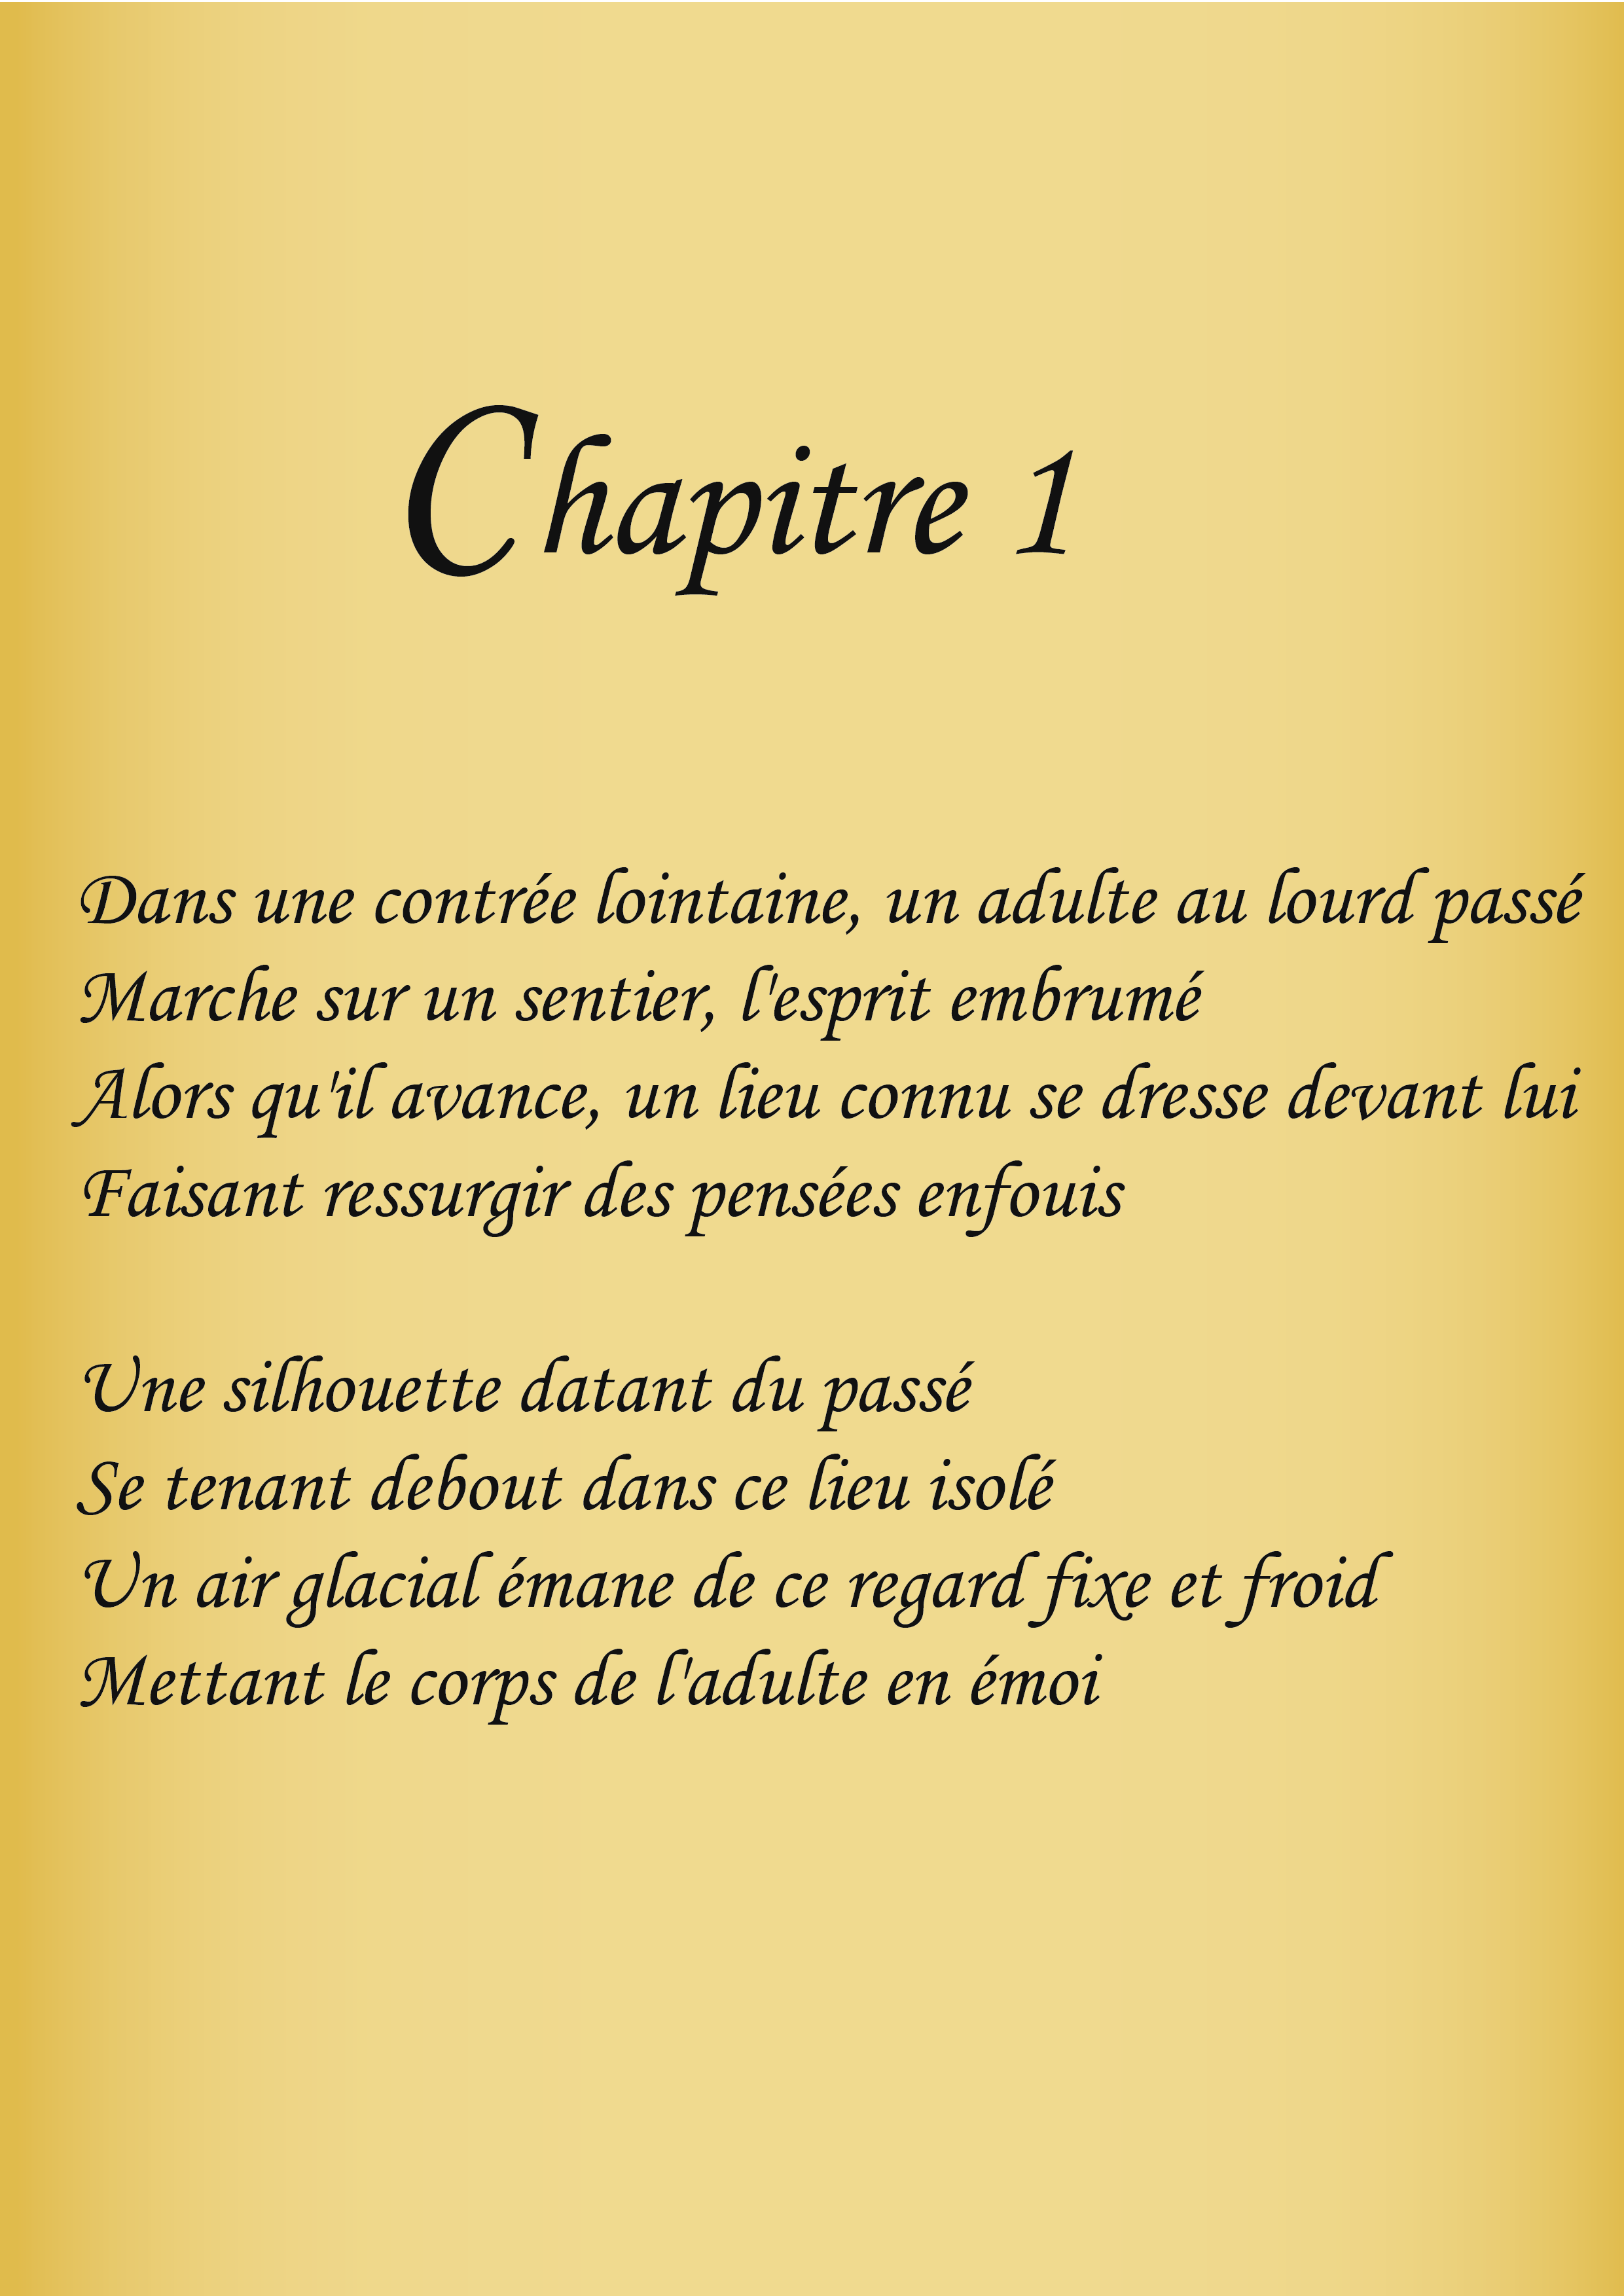 Chapitre 1
Dans une contrée lointaine, un adulte au lourd passé
Marche sur un sentier, l'esprit embrumé
Alors qu'il avance, un lieu connu se dresse devant lui
Faisant ressurgir des pensées enfouis
Une silhouette datant du passé
Se tenant debout dans ce lieu isolé
Un air glacial émane de ce regard fixe et froid
Mettant le corps de l'adulte en émoi